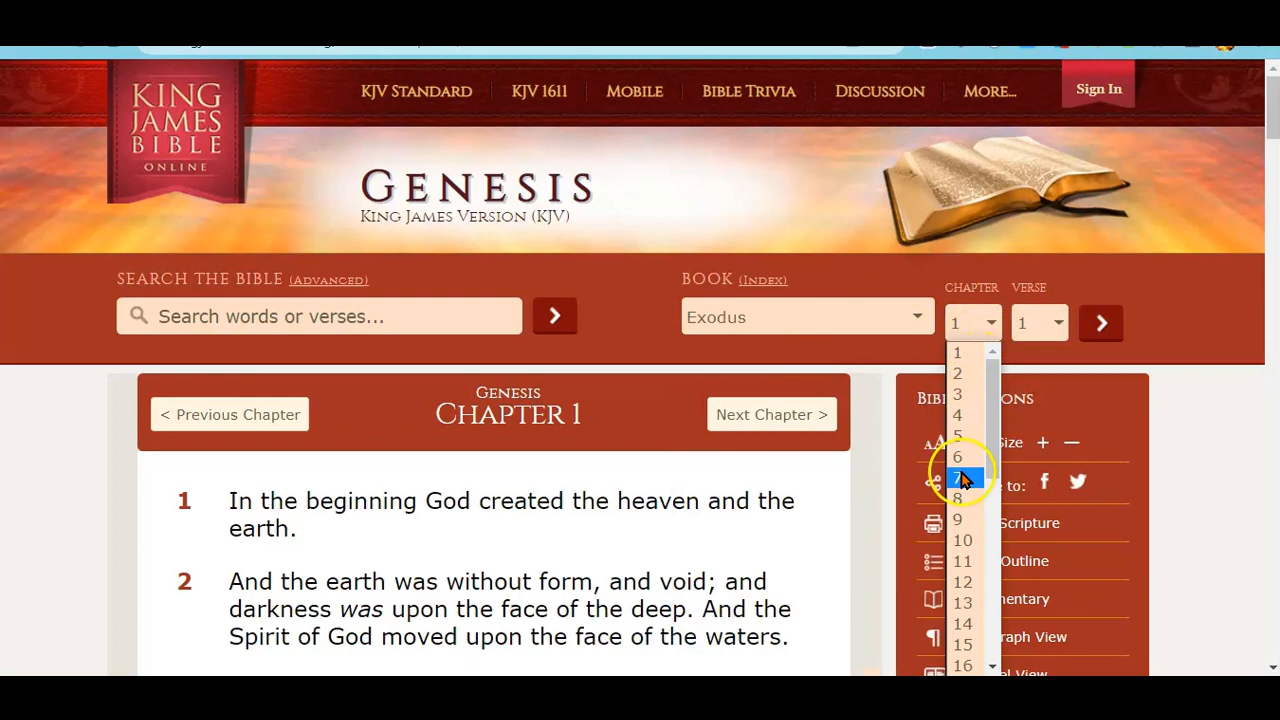 KING
JAMES
BIBLE
ONLINE
KJV STANDARD
KJV 1611
MOBILE
BIBLE TRIVIA
DISCUSSION
MORE...
Sign In
GENESIS
KING JAMES VERSION (KJV)
SEARCH THE BIBLE (ADVANCED)
Search words or verses...
BOOK (INDEX)
Exodus
CHAPTER
1
VERSE
1
1
2
3
4
5
6
7
8
9
10
11
12
13
14
15
16
GENESIS
CHAPTER 1
< Previous Chapter
Next Chapter >
1 In the beginning God created the heaven and the
earth.
2 And the earth was without form, and void; and
darkness was upon the face of the deep. And the
Spirit of God moved upon the face of the waters.
Size + −
to:
Scripture
Outline